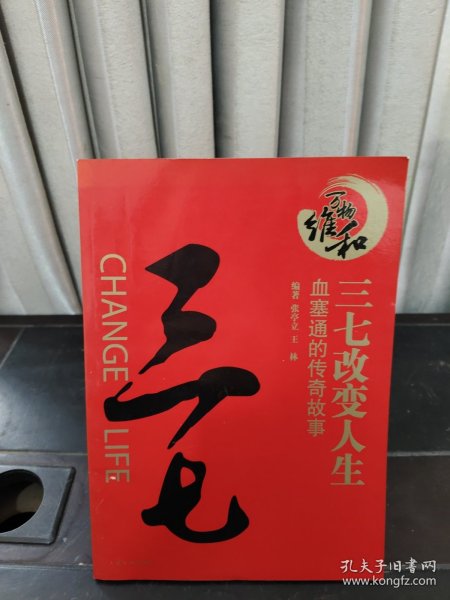 万物
维和
三七改变人生
血塞通的传奇故事
编著 张亭立 王林
三七
CHANGE LIFE
孔夫子旧书网
www.kongfz.com